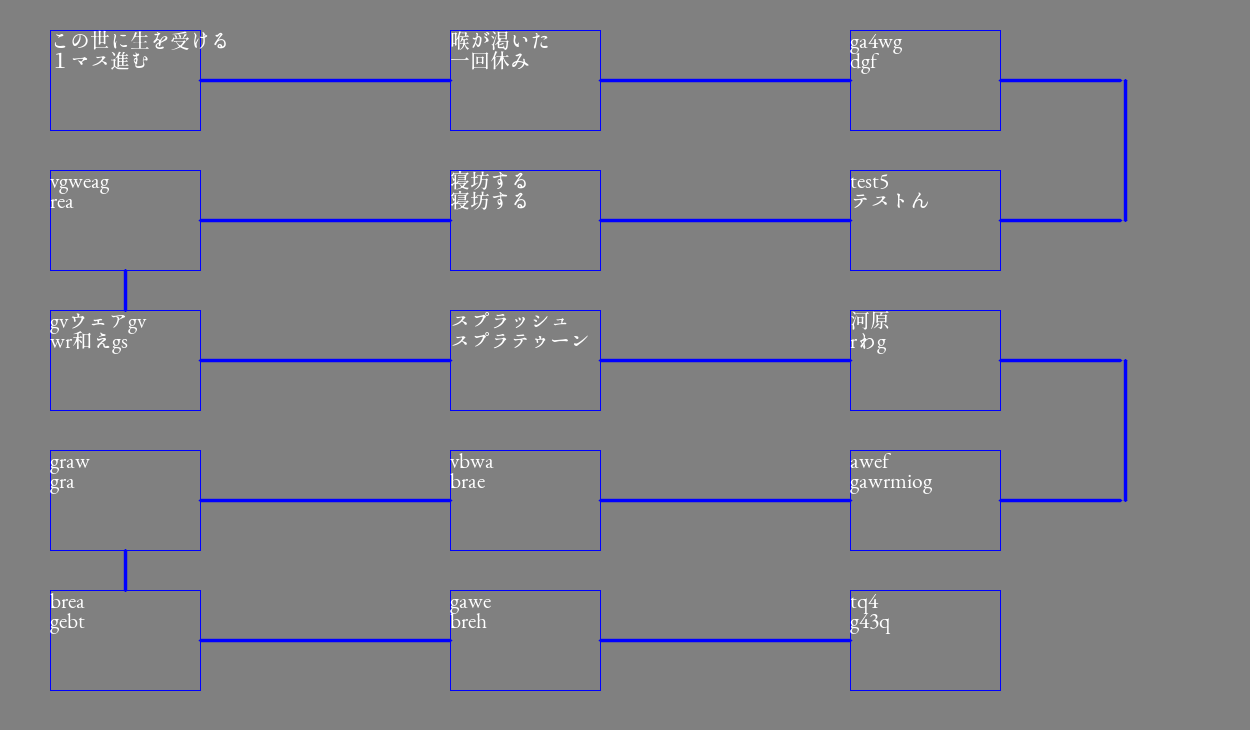 この世に生を受ける
１マス進む
喉が渇いた
一回休み
ga4wg
dgf
vgweag
rea
寝坊する
寝坊する
test5
テストん
gvウェアgv
wr和えgs
スプラッシュ
スプラテゥーン
河原
rわg
graw
gra
vbwa
brae
awef
gawrmiog
brea
gebt
gawe
breh
tq4
g43q